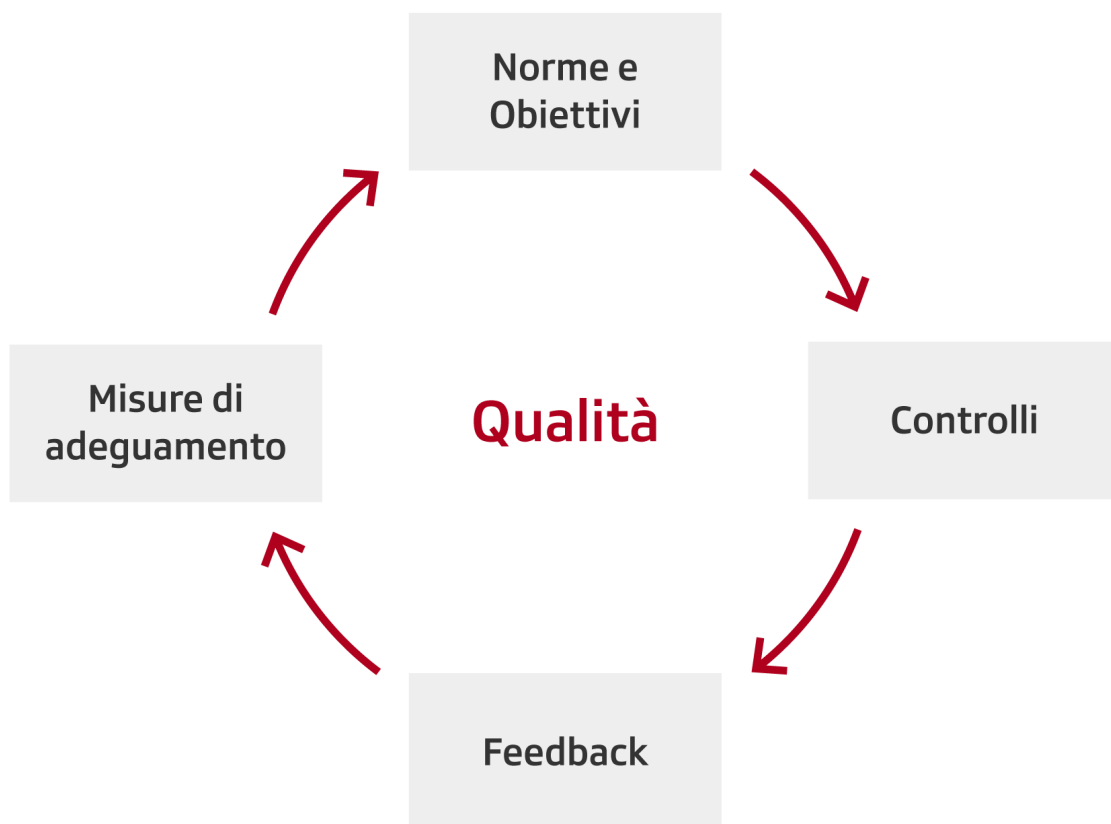 Norme e
Obiettivi
Misure di
adeguamento
Qualità
Controlli
Feedback